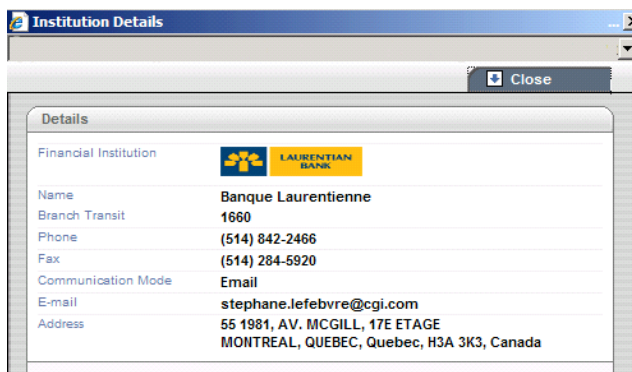 Institution Details
Close
Details
Financial Institution LAURENTIAN
BANK
Name Banque Laurentienne
Branch Transit 1660
Phone (514) 842-2466
Fax (514) 284-5920
Communication Mode Email
E-mail stephane.lefebvre@cgi.com
Address 55 1981, AV. MCGILL, 17E ETAGE
MONTREAL, QUEBEC, Quebec, H3A 3K3, Canada